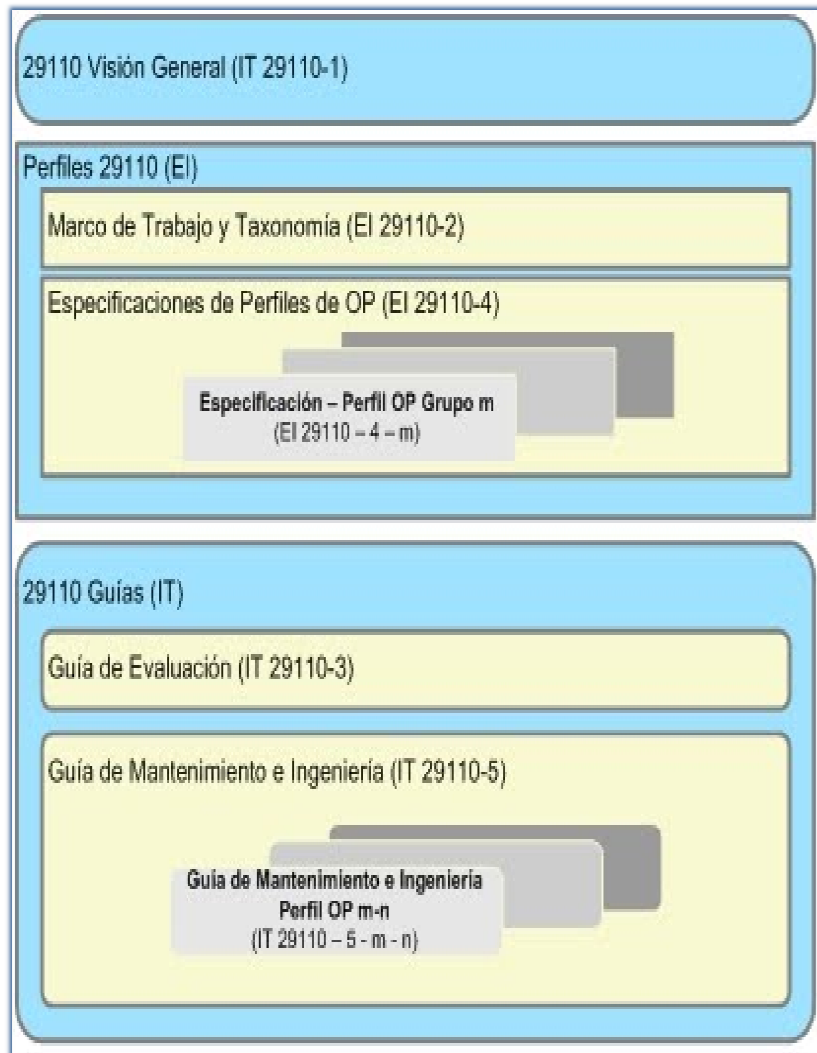 29110 Visión General (IT 29110-1)
Perfiles 29110 (EI)
Marco de Trabajo y Taxonomía (EI 29110-2)
Especificaciones de Perfiles de OP (EI 29110-4)
Especificación – Perfil OP Grupo m
(EI 29110 – 4 – m)
29110 Guías (IT)
Guía de Evaluación (IT 29110-3)
Guía de Mantenimiento e Ingeniería (IT 29110-5)
Guia de Mantenimiento e Ingeniería
Perfil OP m-n
(IT 29110 – 5 - m - n)